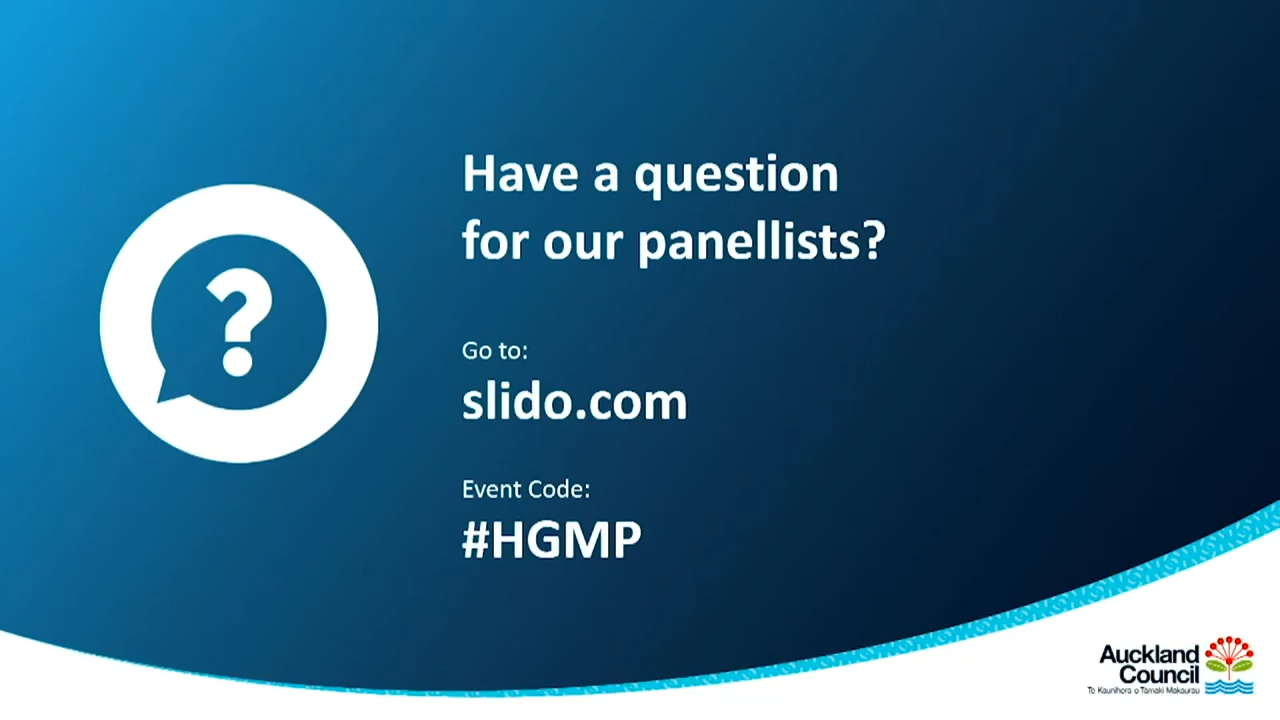 Have a question
for our panellists?
Go to:
slido.com
Event Code:
#HGMP
Auckland
Council
Te Kaunihera o Tāmaki Makaurau